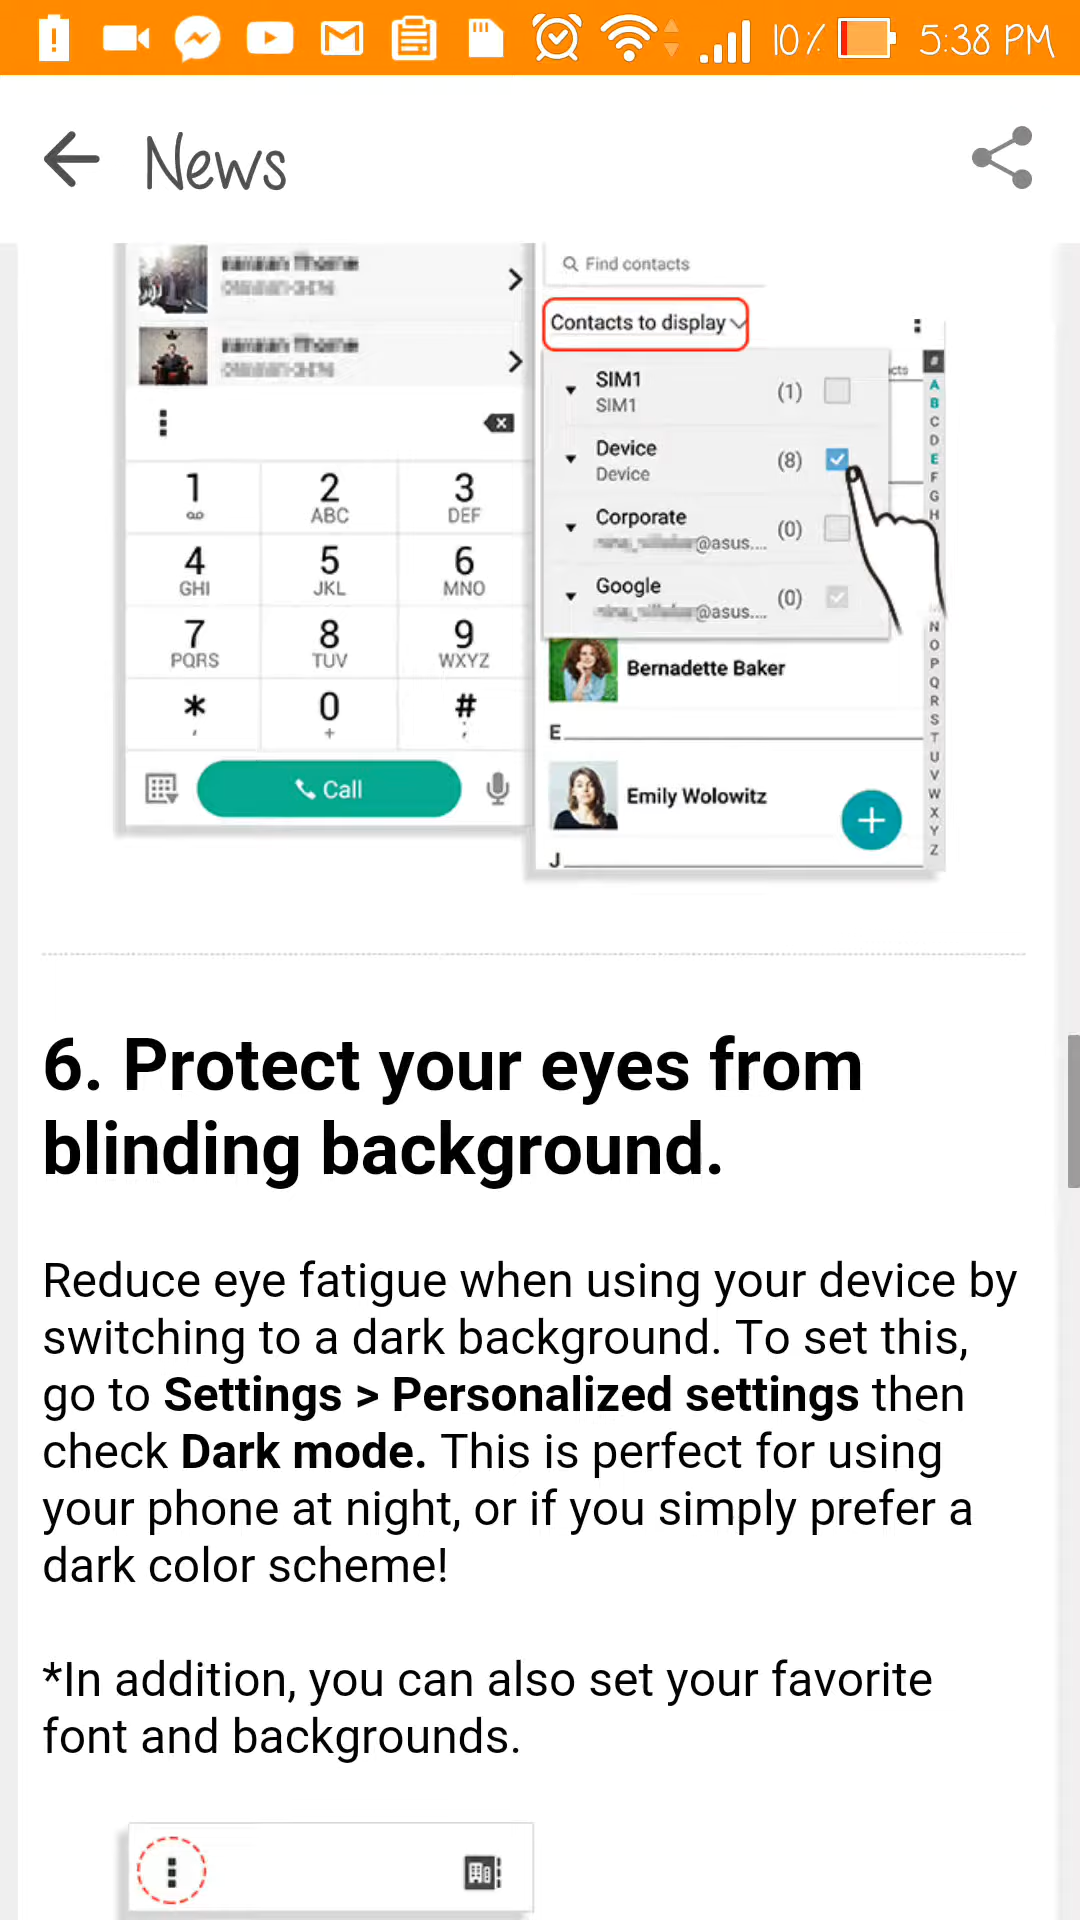 10% 5:38 PM
News
Find contacts
Contacts to display
SIM1
SIM1
(1)
Device
Device
(8)
Corporate
@asus....
(0)
Google
@asus....
(0)
cts
#
A
B
C
D
E
F
G
H
N
O
P
Q
R
S
T
U
V
W
X
Y
Z
Bernadette Baker
E
Emily Wolowitz
+
J
1 2 3
ABC DEF
4 5 6
GHI JKL MNO
7 8 9
PQRS TUV WXYZ
* 0 #
, + ;
Call
6. Protect your eyes from
blinding background.
Reduce eye fatigue when using your device by
switching to a dark background. To set this,
go to Settings > Personalized settings then
check Dark mode. This is perfect for using
your phone at night, or if you simply prefer a
dark color scheme!
*In addition, you can also set your favorite
font and backgrounds.